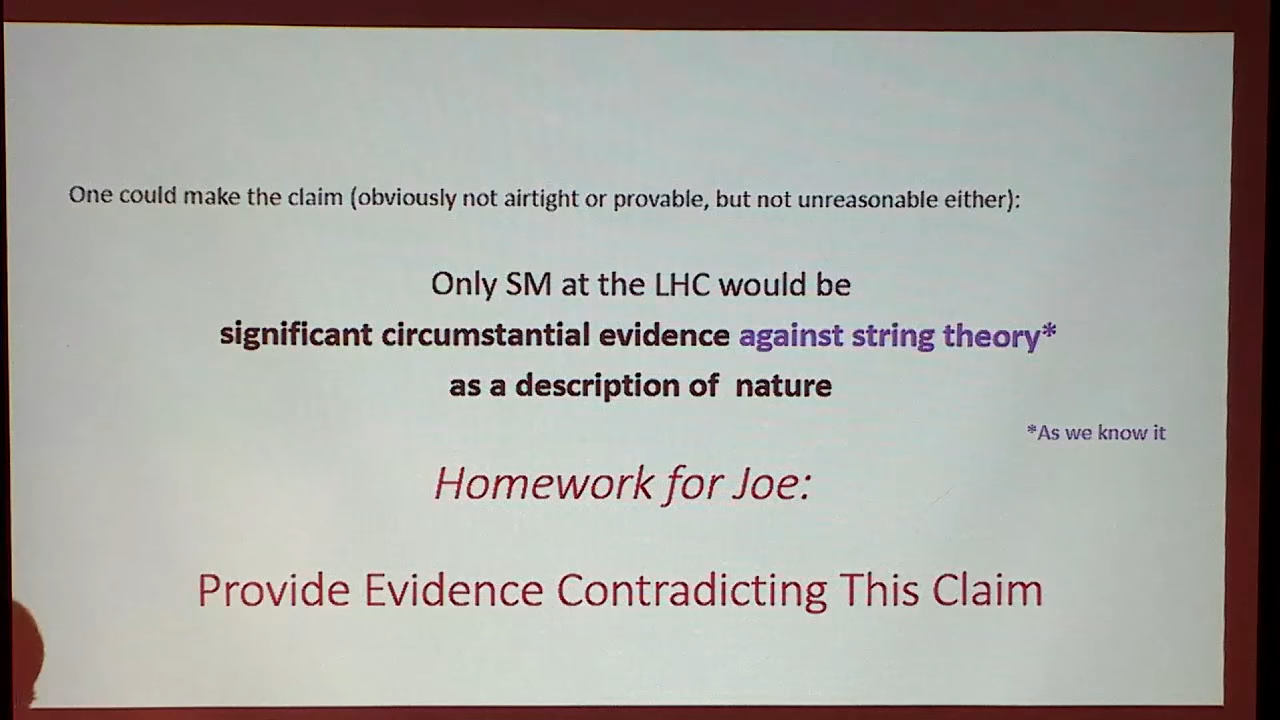 One could make the claim (obviously not airtight or provable, but not unreasonable either):
Only SM at the LHC would be
significant circumstantial evidence against string theory*
as a description of nature
*As we know it
Homework for Joe:
Provide Evidence Contradicting This Claim